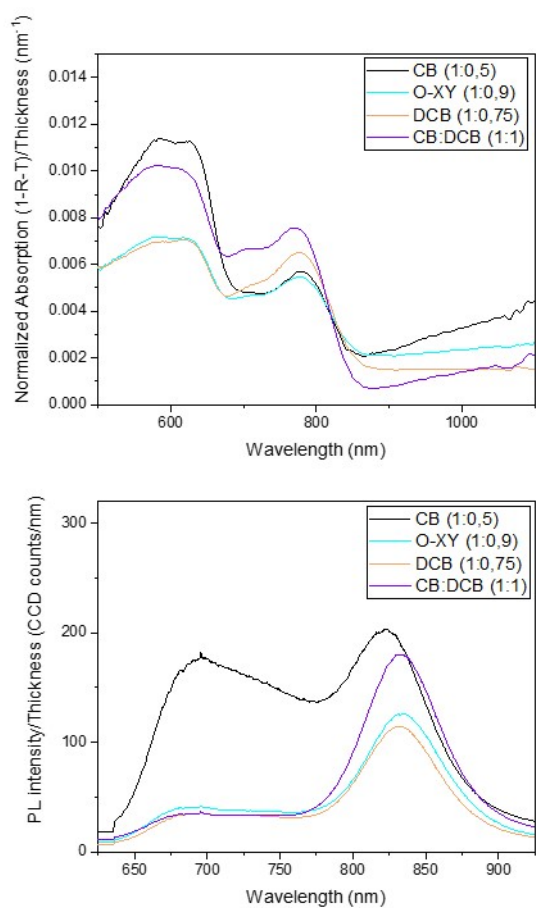 0.014
0.012
0.010
0.008
0.006
0.004
0.002
0.000
Normalized Absorption (1-R-T)/Thickness (nm⁻¹)
CB (1:0,5)
O-XY (1:0,9)
DCB (1:0,75)
CB:DCB (1:1)
600 800 1000
Wavelength (nm)
300
200
100
0
PL intensity/Thickness (CCD counts/nm)
CB (1:0,5)
O-XY (1:0,9)
DCB (1:0,75)
CB:DCB (1:1)
650 700 750 800 850 900
Wavelength (nm)